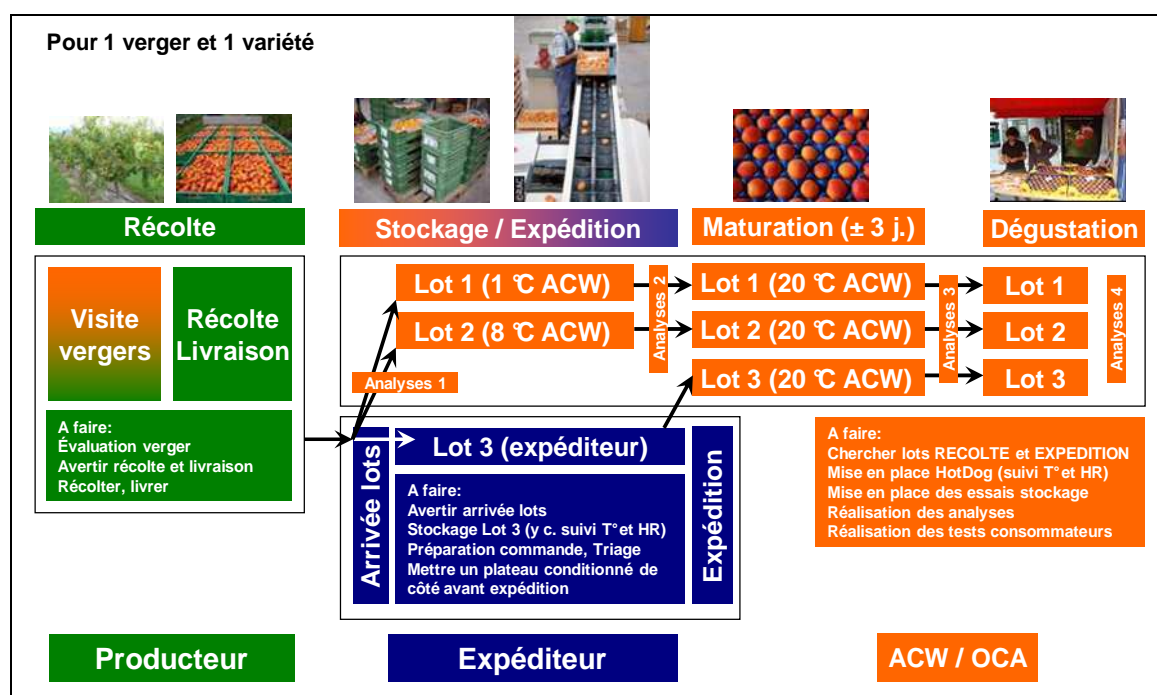 Pour 1 verger et 1 variété
Récolte
Stockage / Expédition
Maturation (± 3 j.)
Dégustation
Visite
vergers
Récolte
Livraison
A faire:
Évaluation verger
Avertir récolte et livraison
Récolter, livrer
Analyses 1
Lot 1 (1 °C ACW)
Lot 2 (8 °C ACW)
Analyses 2
Lot 1 (20 °C ACW)
Lot 2 (20 °C ACW)
Lot 3 (20 °C ACW)
Analyses 3
Lot 1
Lot 2
Lot 3
Analyses 4
Arrivée lots
Lot 3 (expéditeur)
A faire:
Avertir arrivée lots
Stockage Lot 3 (y c. suivi T° et HR)
Préparation commande, Triage
Mettre un plateau conditionné de
côté avant expédition
Expédition
A faire:
Chercher lots RECOLTE et EXPEDITION
Mise en place HotDog (suivi T° et HR)
Mise en place des essais stockage
Réalisation des analyses
Réalisation des tests consommateurs
Producteur
Expéditeur
ACW / OCA